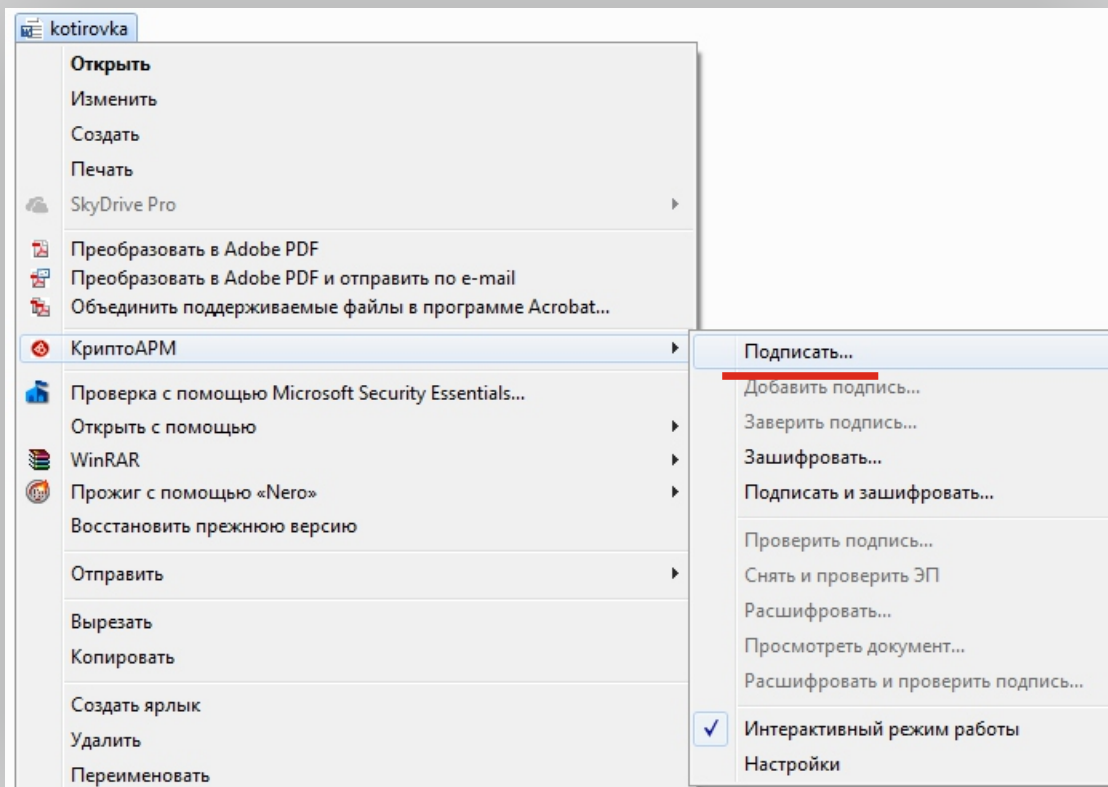 kotirovka
Открыть
Изменить
Создать
Печать
SkyDrive Pro
Преобразовать в Adobe PDF
Преобразовать в Adobe PDF и отправить по e-mail
Объединить поддерживаемые файлы в программе Acrobat...
КриптоАРМ
Проверка с помощью Microsoft Security Essentials...
Открыть с помощью
WinRAR
Прожиг с помощью «Nero»
Восстановить прежнюю версию
Отправить
Вырезать
Копировать
Создать ярлык
Удалить
Переименовать
Подписать...
Добавить подпись...
Заверить подпись...
Зашифровать...
Подписать и зашифровать...
Проверить подпись...
Снять и проверить ЭП
Расшифровать...
Просмотреть документ...
Расшифровать и проверить подпись...
Интерактивный режим работы
Настройки